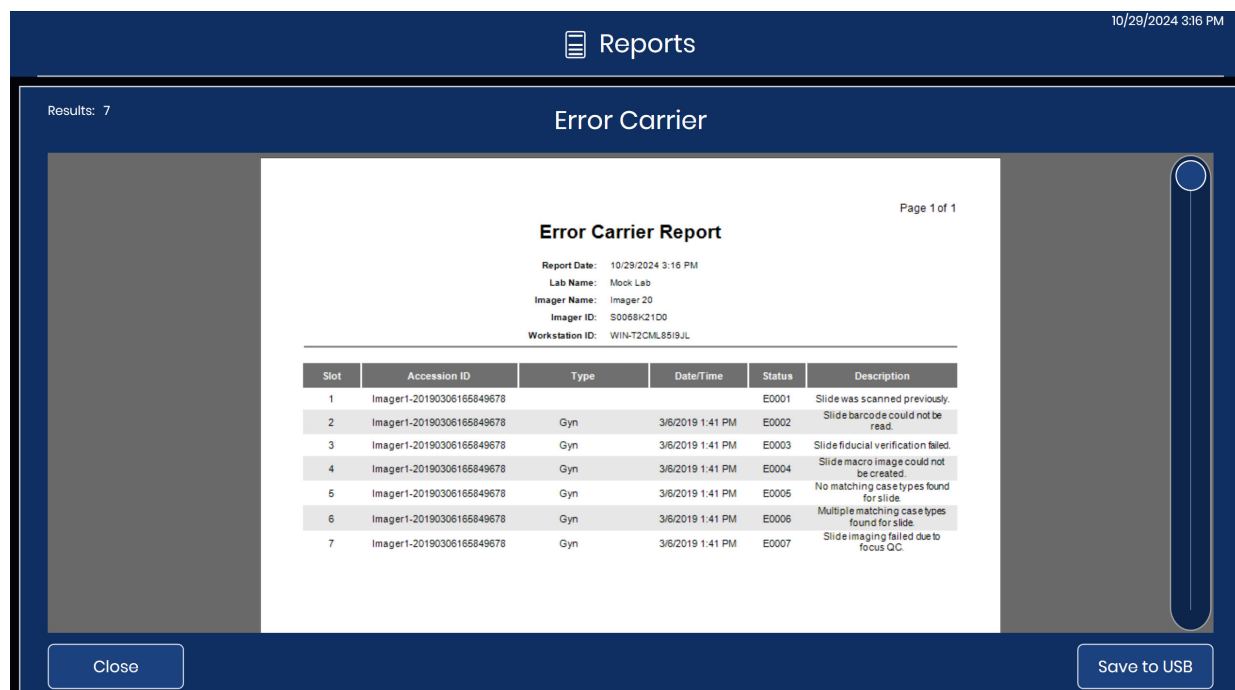 10/29/2024 3:16 PM
Reports
Results: 7
Error Carrier
Page 1 of 1
Error Carrier Report
Report Date: 10/29/2024 3:16 PM
Lab Name: Mock Lab
Imager Name: Imager 20
Imager ID: S0068K21D0
Workstation ID: WIN-T2CML85I9JL
Slot Accession ID Type Date/Time Status Description
1 Imager1-20190306165849678 E0001 Slide was scanned previously.
2 Imager1-20190306165849678 Gyn 3/6/2019 1:41 PM E0002 Slide barcode could not be
read.
3 Imager1-20190306165849678 Gyn 3/6/2019 1:41 PM E0003 Slide fiducial verification failed.
4 Imager1-20190306165849678 Gyn 3/6/2019 1:41 PM E0004 Slide macro image could not
be created.
5 Imager1-20190306165849678 Gyn 3/6/2019 1:41 PM E0005 No matching case types found
for slide.
6 Imager1-20190306165849678 Gyn 3/6/2019 1:41 PM E0006 Multiple matching case types
found for slide.
7 Imager1-20190306165849678 Gyn 3/6/2019 1:41 PM E0007 Slide imaging failed due to
focus QC.
Close
Save to USB